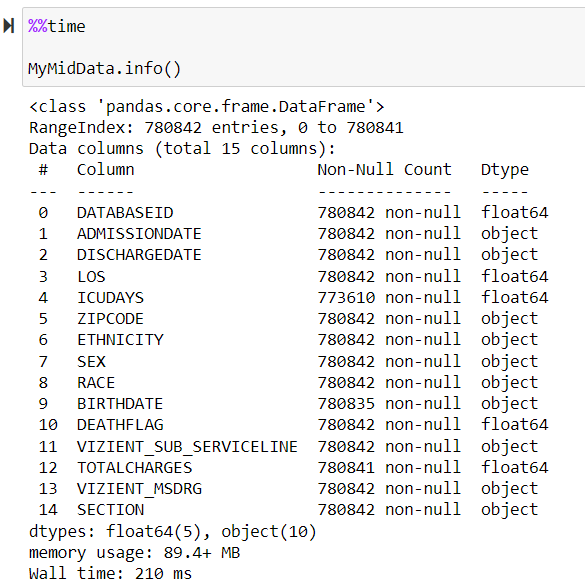 %%time
MyMidData.info()
<class 'pandas.core.frame.DataFrame'>
RangeIndex: 780842 entries, 0 to 780841
Data columns (total 15 columns):
 #   Column                 Non-Null Count   Dtype
---  ------                 --------------   -----
 0   DATABASEID             780842 non-null  float64
 1   ADMISSIONDATE          780842 non-null  object
 2   DISCHARGEDATE          780842 non-null  object
 3   LOS                    780842 non-null  float64
 4   ICUDAYS                773610 non-null  float64
 5   ZIPCODE                780842 non-null  object
 6   ETHNICITY              780842 non-null  object
 7   SEX                    780842 non-null  object
 8   RACE                   780842 non-null  object
 9   BIRTHDATE              780835 non-null  object
 10  DEATHFLAG              780842 non-null  float64
 11  VIZIENT_SUB_SERVICELINE  780842 non-null  object
 12  TOTALCHARGES           780841 non-null  float64
 13  VIZIENT_MSDRG          780842 non-null  object
 14  SECTION                780842 non-null  object
dtypes: float64(5), object(10)
memory usage: 89.4+ MB
Wall time: 210 ms